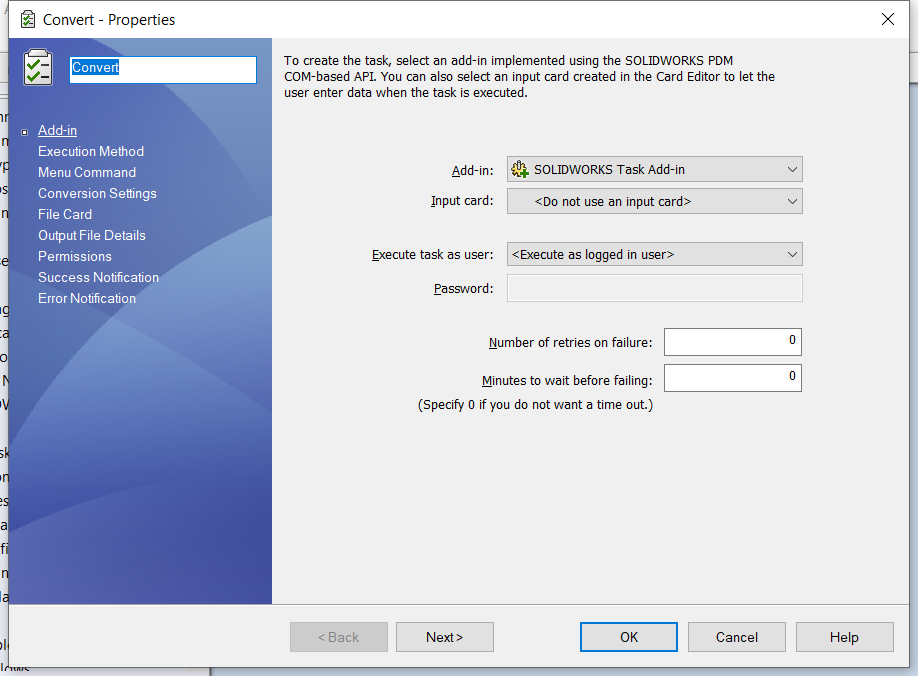 Convert - Properties
Convert
Add-in
Execution Method
Menu Command
Conversion Settings
File Card
Output File Details
Permissions
Success Notification
Error Notification
To create the task, select an add-in implemented using the SOLIDWORKS PDM
COM-based API. You can also select an input card created in the Card Editor to let the
user enter data when the task is executed.
Add-in: SOLIDWORKS Task Add-in
Input card: <Do not use an input card>
Execute task as user: <Execute as logged in user>
Password:
Number of retries on failure: 0
Minutes to wait before failing: 0
(Specify 0 if you do not want a time out.)
< Back Next> OK Cancel Help